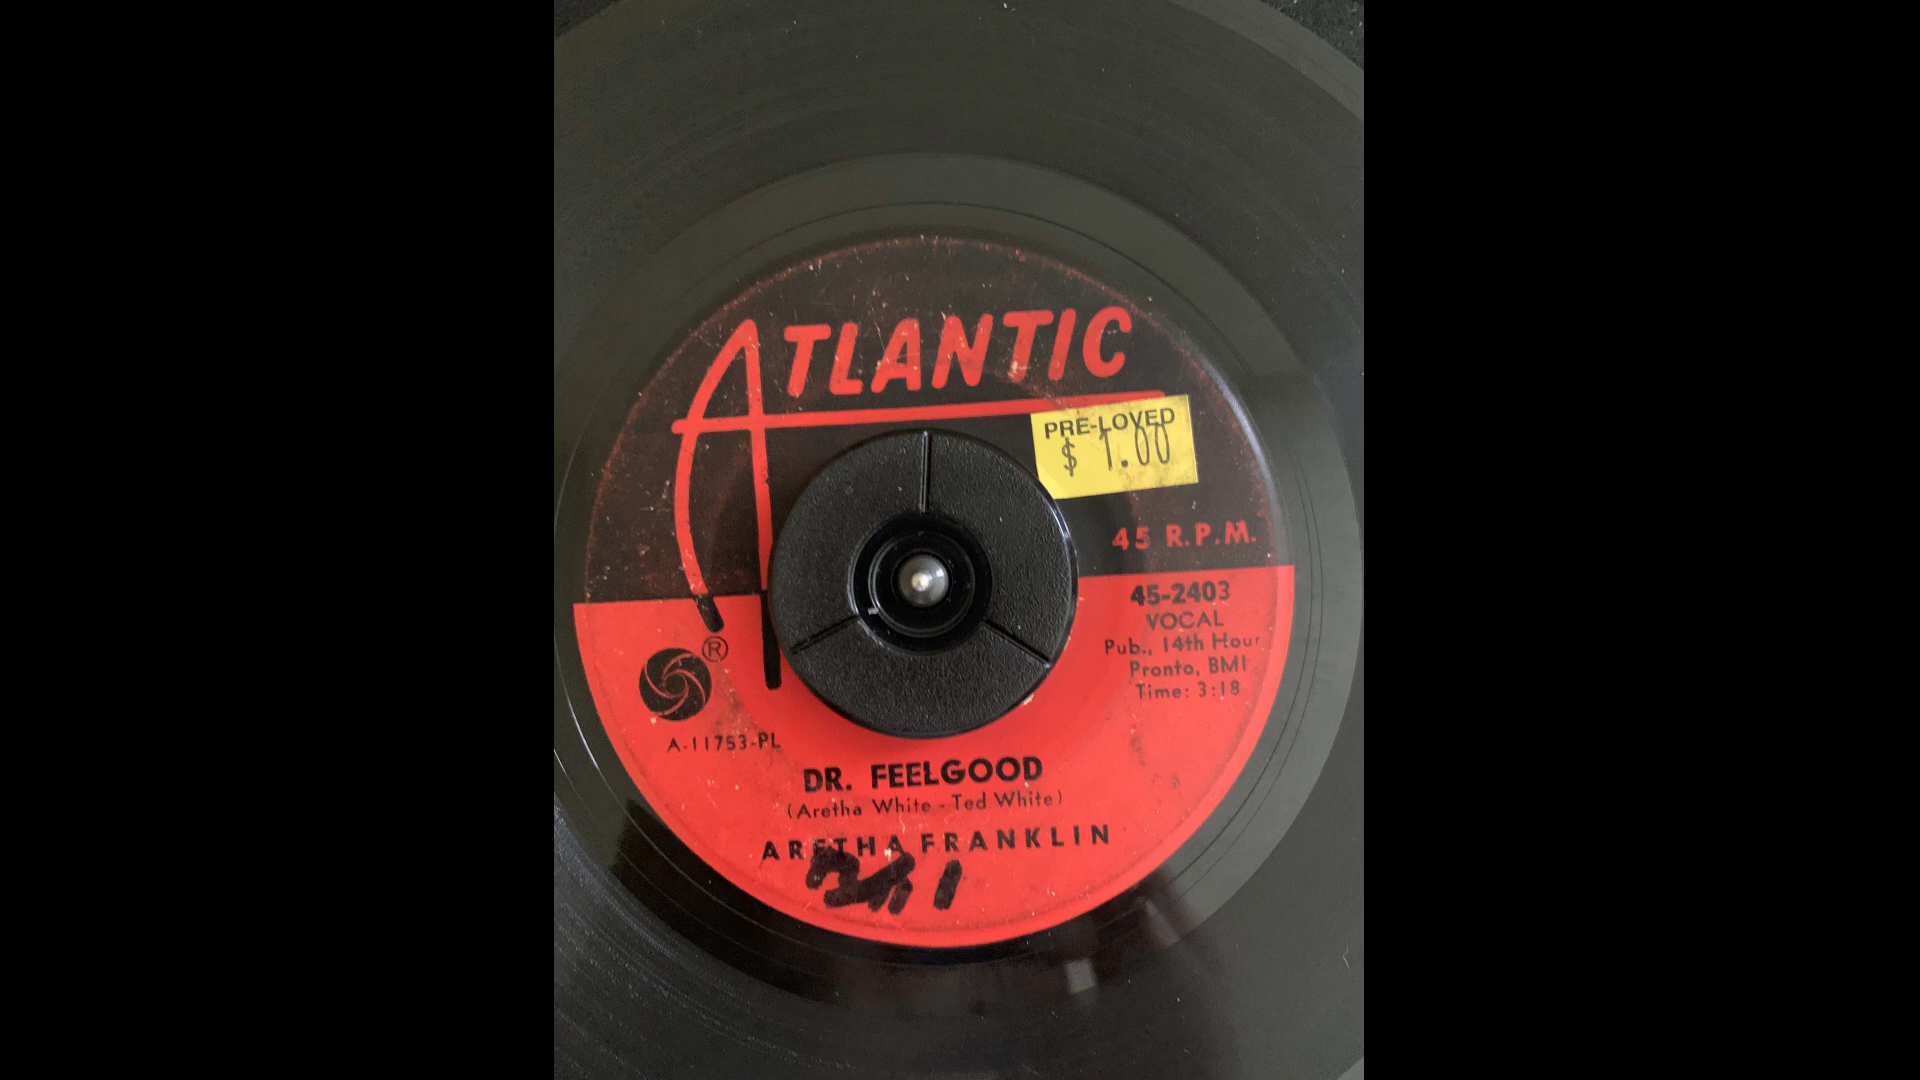 ATLANTIC
PRE-LOVED
$ 1.00
45 R.P.M.
45-2403
VOCAL
Pub., 14th Hour
Pronto, BMI
Time: 3:18
®
A-11753-PL
DR. FEELGOOD
(Aretha White - Ted White)
ARETHA FRANKLIN